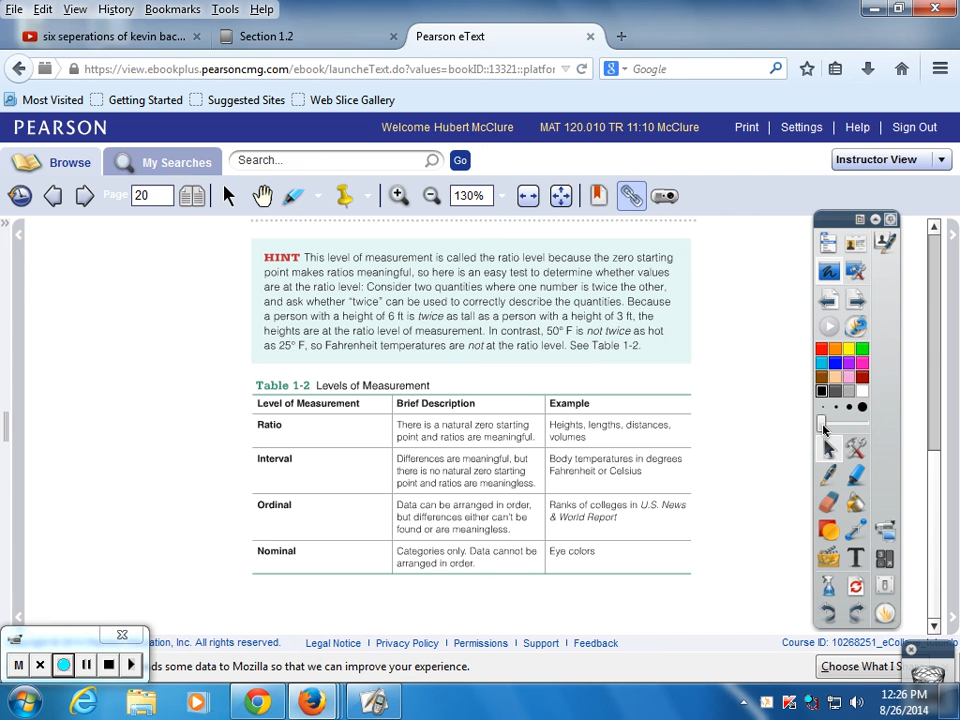 File Edit View History Bookmarks Tools Help
six seperations of kevin bac... × Section 1.2 × Pearson eText ×
https://view.ebookplus.pearsoncmg.com/ebook/launchText.do?values=bookID::13321::platfor Google
Most Visited Getting Started Suggested Sites Web Slice Gallery
PEARSON Welcome Hubert McClure MAT 120.010 TR 11:10 McClure Print Settings Help Sign Out
Browse My Searches Search... Go Instructor View
Page 20 130%
HINT This level of measurement is called the ratio level because the zero starting
point makes ratios meaningful, so here is an easy test to determine whether values
are at the ratio level: Consider two quantities where one number is twice the other,
and ask whether "twice" can be used to correctly describe the quantities. Because
a person with a height of 6 ft is twice as tall as a person with a height of 3 ft, the
heights are at the ratio level of measurement. In contrast, 50° F is not twice as hot
as 25° F, so Fahrenheit temperatures are not at the ratio level. See Table 1-2.
Table 1-2 Levels of Measurement
Level of Measurement Brief Description Example
Ratio There is a natural zero starting Heights, lengths, distances,
point and ratios are meaningful. volumes
Interval Differences are meaningful, but Body temperatures in degrees
there is no natural zero starting Fahrenheit or Celsius
point and ratios are meaningless.
Ordinal Data can be arranged in order, Ranks of colleges in U.S. News
but differences either can't be & World Report
found or are meaningless.
Nominal Categories only. Data cannot be Eye colors
arranged in order.
ation, Inc. All rights reserved. Legal Notice | Privacy Policy | Permissions | Support | Feedback Course ID: 10268251_eCo
M
ds some data to Mozilla so that we can improve your experience. Choose What I S
12:26 PM
8/26/2014